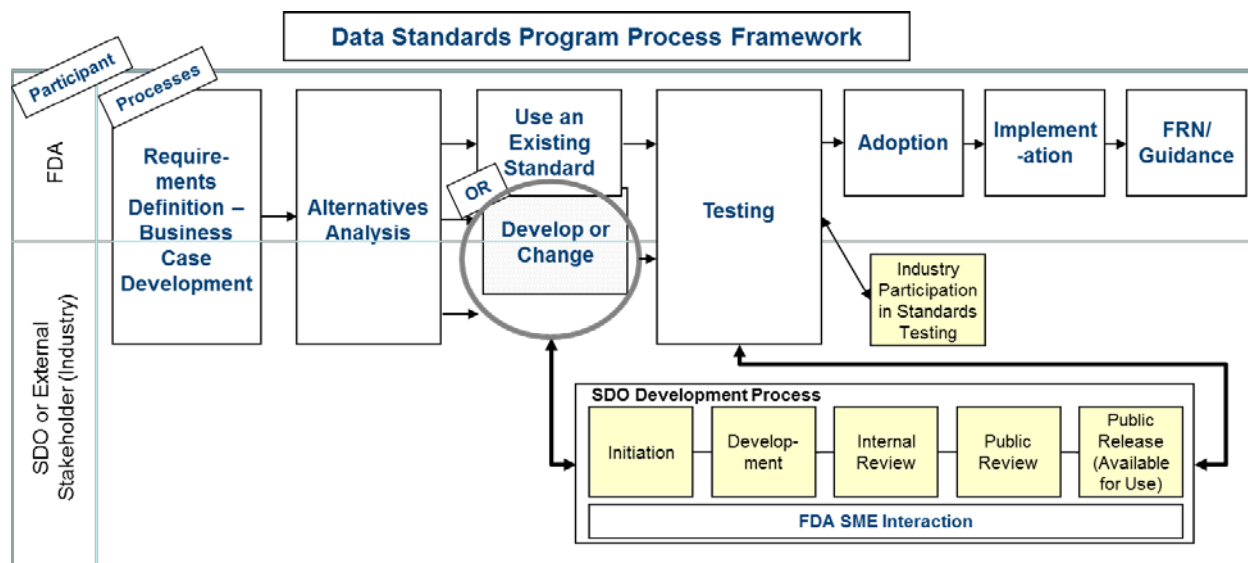 Data Standards Program Process Framework
Participant
Processes
FDA
SDO or External
Stakeholder (Industry)
Require-
ments
Definition –
Business
Case
Development
Alternatives
Analysis
Use an
Existing
Standard
OR
Develop or
Change
Testing
Adoption
Implement
-ation
FRN/
Guidance
Industry
Participation
in Standards
Testing
SDO Development Process
Initiation
Develop-
ment
Internal
Review
Public
Review
Public
Release
(Available
for Use)
FDA SME Interaction